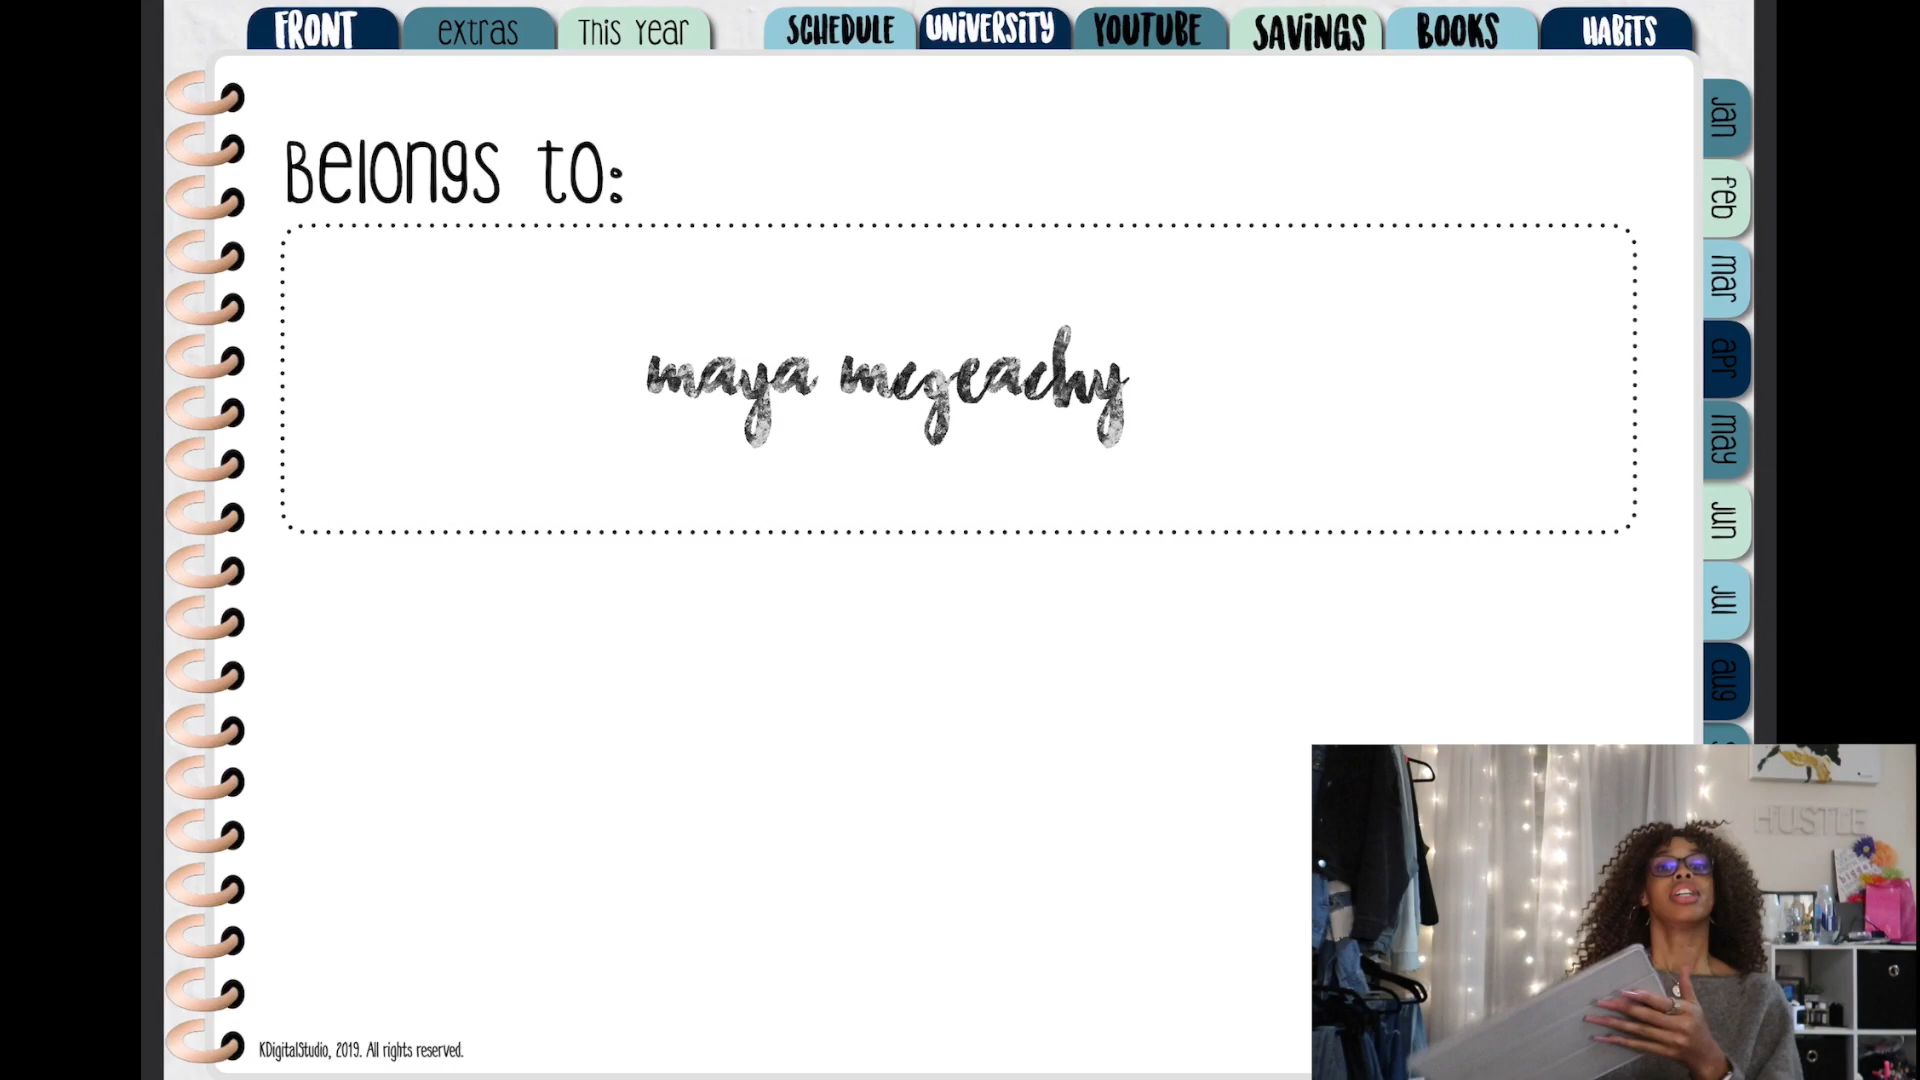 FRONT extras This Year SCHEDULE UNIVERSITY YOUTUBE SAVINGS BOOKS HABITS
Belongs to:
maya mcgeachy
jan
feb
mar
apr
may
jun
jul
aug
HUSTLE
KDigitalStudio, 2019. All rights reserved.